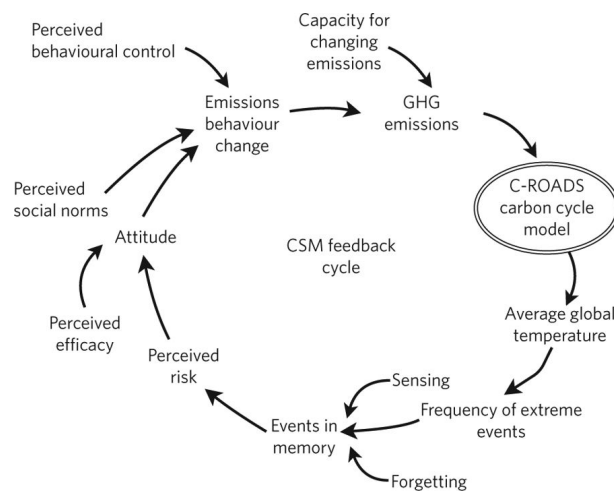 Perceived
behavioural control
Capacity for
changing emissions
Emissions
behaviour
change
GHG
emissions
C-ROADS
carbon cycle
model
Perceived
social norms
Attitude
CSM feedback
cycle
Perceived
efficacy
Perceived
risk
Average global
temperature
Sensing
Frequency of extreme
events
Events in
memory
Forgetting